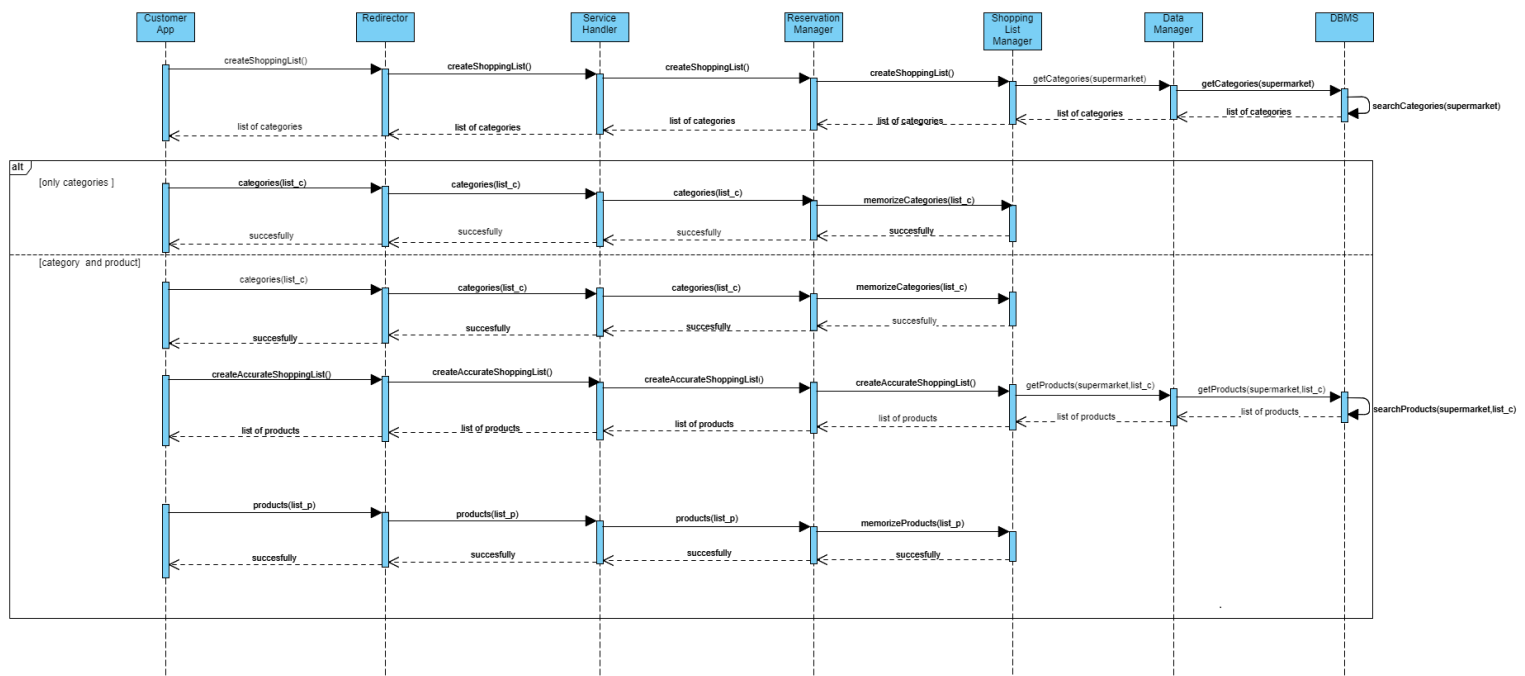 Customer
App
Redirector
Service
Handler
Reservation
Manager
Shopping
List
Manager
Data
Manager
DBMS
createShoppingList()
createShoppingList()
createShoppingList()
createShoppingList()
getCategories(supermarket)
getCategories(supermarket)
searchCategories(supermarket)
list of categories
list of categories
list of categories
list of categories
list of categories
list of categories
alt
[only categories ]
categories(list_c)
categories(list_c)
categories(list_c)
memorizeCategories(list_c)
succesfully
succesfully
succesfully
succesfully
[category and product]
categories(list_c)
categories(list_c)
categories(list_c)
memorizeCategories(list_c)
succesfully
succesfully
succesfully
succesfully
createAccurateShoppingList()
createAccurateShoppingList()
createAccurateShoppingList()
createAccurateShoppingList()
getProducts(supermarket,list_c)
getProducts(supermarket,list_c)
searchProducts(supermarket,list_c)
list of products
list of products
list of products
list of products
list of products
list of products
products(list_p)
products(list_p)
products(list_p)
memorizeProducts(list_p)
succesfully
succesfully
succesfully
succesfully